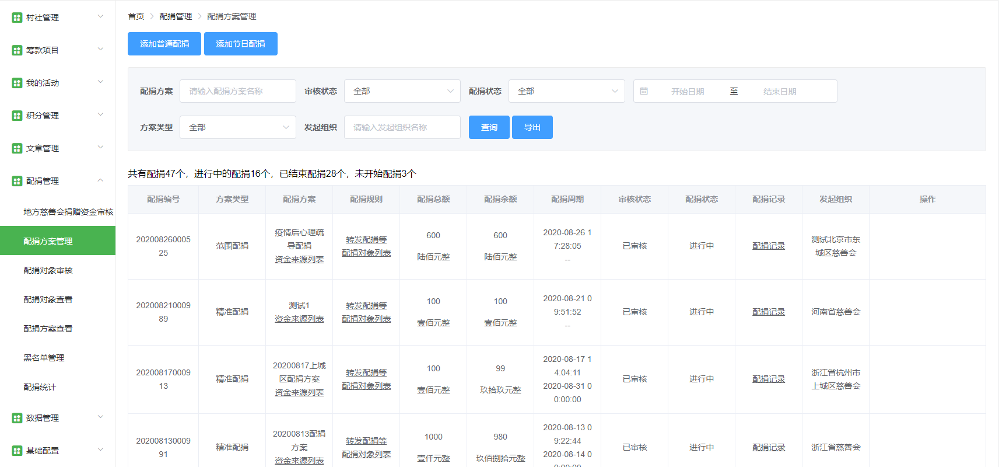 村社管理
筹款项目
我的活动
积分管理
文章管理
配捐管理
地方慈善会捐赠资金审核
配捐方案管理
配捐对象审核
配捐对象查看
配捐方案查看
黑名单管理
配捐统计
数据管理
基础配置
首页 > 配捐管理 > 配捐方案管理
添加普通配捐 添加节日配捐
配捐方案 请输入配捐方案名称 审核状态 全部 配捐状态 全部 开始日期 至 结束日期
方案类型 全部 发起组织 请输入发起组织名称 查询 导出
共有配捐47个，进行中的配捐16个，已结束配捐28个，未开始配捐3个
配捐编号 方案类型 配捐方案 配捐规则 配捐总额 配捐余额 配捐周期 审核状态 配捐状态 配捐记录 发起组织 操作
202008260005
25
范围配捐
疫情后心理疏
导配捐
资金来源列表
转发配捐等
配捐对象列表
600
陆佰元整
600
陆佰元整
2020-08-26 1
7:28:05
--
已审核
进行中
配捐记录
测试北京市东
城区慈善会
202008210009
89
精准配捐
测试1
资金来源列表
转发配捐等
配捐对象列表
100
壹佰元整
100
壹佰元整
2020-08-21 0
9:51:52
--
已审核
进行中
配捐记录
河南省慈善会
202008170009
13
精准配捐
20200817上城
区配捐方案
资金来源列表
转发配捐等
配捐对象列表
100
壹佰元整
99
玖拾玖元整
2020-08-17 1
4:04:11
2020-08-31 0
0:00:00
已审核
进行中
配捐记录
浙江省杭州市
上城区慈善会
202008130009
91
精准配捐
20200813配捐
方案
资金来源列表
转发配捐等
配捐对象列表
1000
壹仟元整
980
玖佰捌拾元整
2020-08-13 0
9:22:44
2020-08-14 0
0:00:00
已审核
进行中
配捐记录
浙江省慈善会